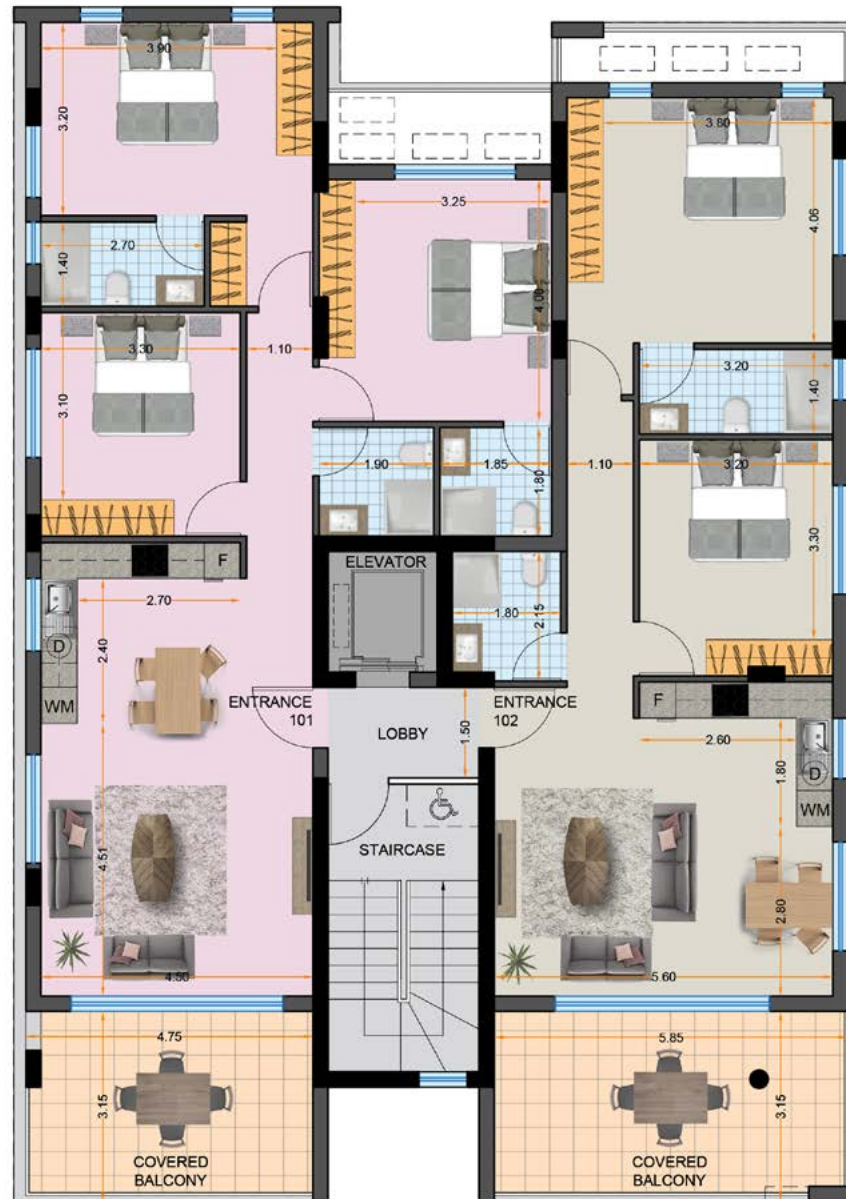 3.90
3.20
3.80
4.06
3.25
4.00
2.70
1.40
3.30
1.10
3.10
3.20
1.40
1.90
1.85
1.80
1.10
3.20
3.30
F
ELEVATOR
2.70
2.40
D
WM
1.80
2.15
ENTRANCE
101
LOBBY
1.50
ENTRANCE
102
F
2.60
1.80
D
WM
STAIRCASE
4.51
2.80
4.50
5.60
4.75
3.15
5.85
3.15
COVERED
BALCONY
COVERED
BALCONY